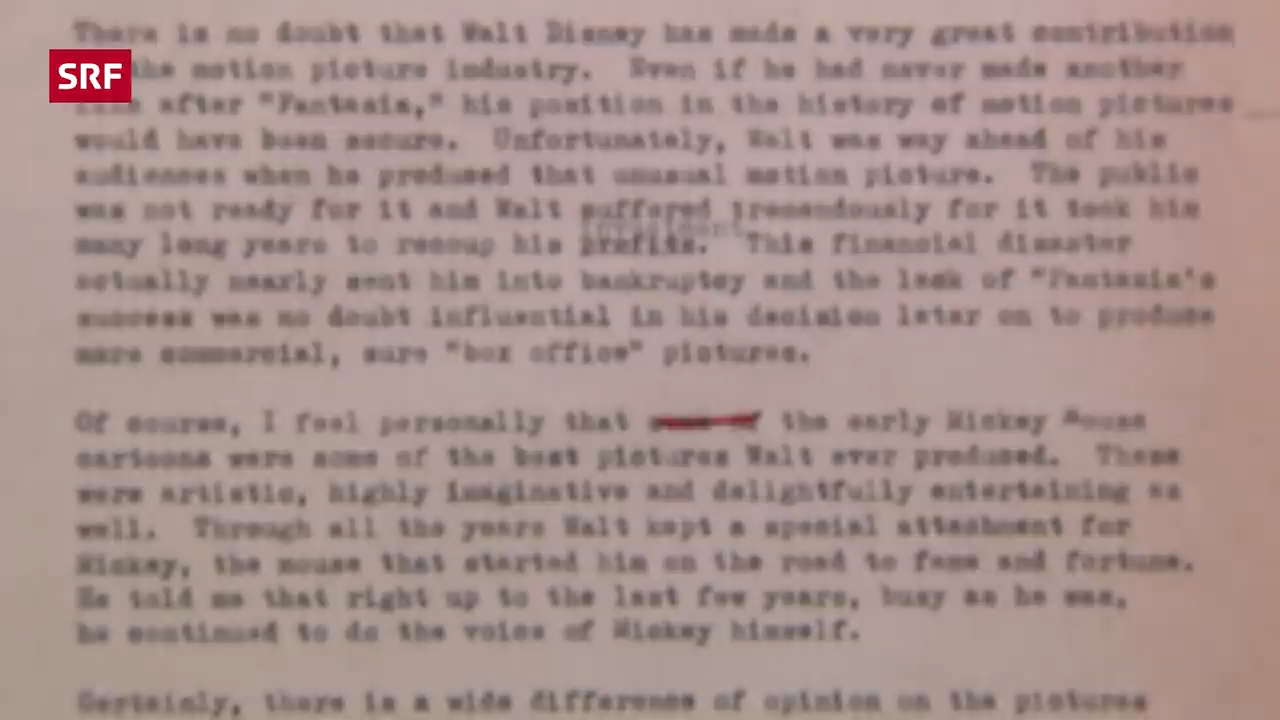 There is no doubt that Walt Disney has made a very great contribution
SRF
the motion picture industry. Even if he had never made another
after "Fantasia," his position in the history of motion pictures
would have been secure. Unfortunately, Walt was way ahead of his
audiences when he produced that unusual motion picture. The public
was not ready for it and Walt suffered tremendously for it took him
investment
many long years to recoup his profits. This financial disaster
actually nearly sent him into bankruptcy and the lack of "Fantasia's
success was no doubt influential in his decision later on to produce
more commercial, sure "box office" pictures.
Of course, I feel personally that the early Mickey Mouse
cartoons were some of the best pictures Walt ever produced. These
were artistic, highly imaginative and delightfully entertaining as
well. Through all the years Walt kept a special attachment for
Mickey, the mouse that started him on the road to fame and fortune.
He told me that right up to the last few years, busy as he was,
he continued to do the voice of Mickey himself.
Certainly, there is a wide difference of opinion on the pictures